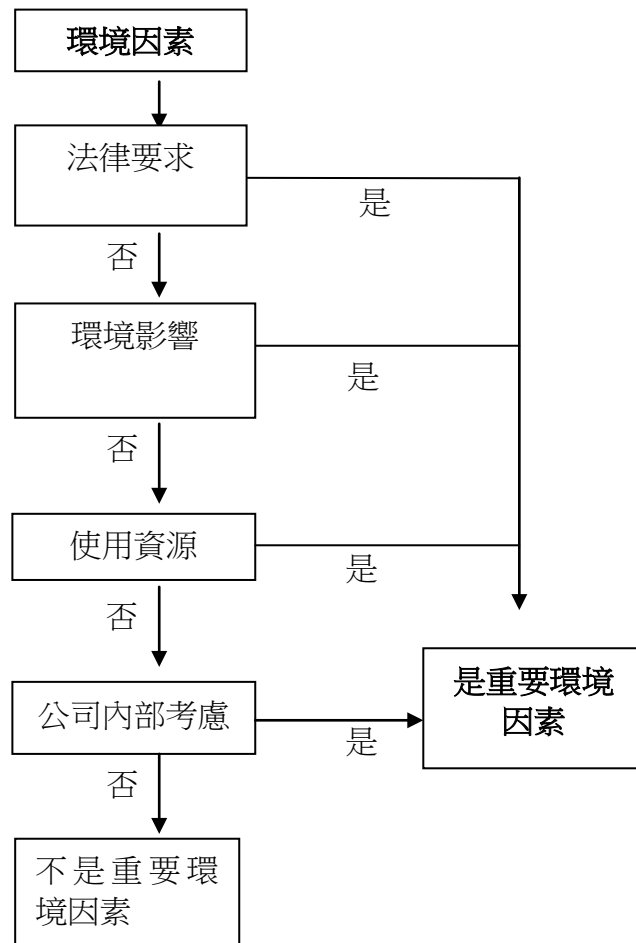 環境因素
法律要求
是
否
環境影響
是
否
使用資源
是
否
公司內部考慮
是
是重要環境
因素
否
不是重要環
境因素